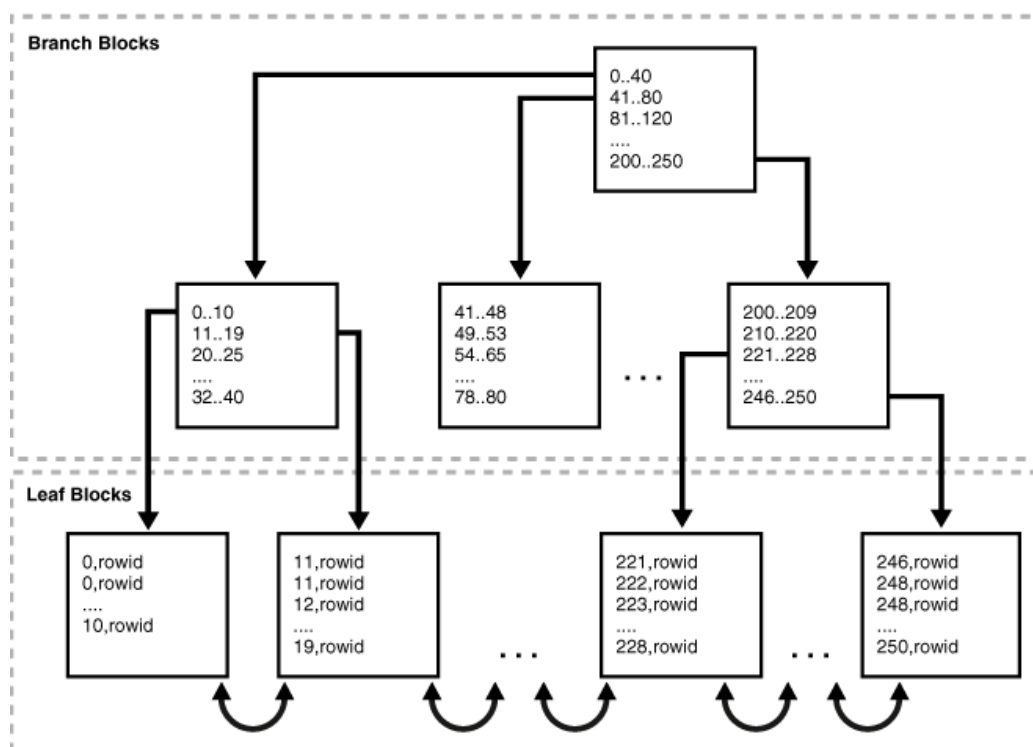 Branch Blocks
0..40
41..80
81..120
....
200..250
0..10
11..19
20..25
....
32..40
41..48
49..53
54..65
....
78..80
...
200..209
210..220
221..228
....
246..250
Leaf Blocks
0,rowid
0,rowid
....
10,rowid
11,rowid
11,rowid
12,rowid
....
19,rowid
...
221,rowid
222,rowid
223,rowid
....
228,rowid
...
246,rowid
248,rowid
248,rowid
....
250,rowid